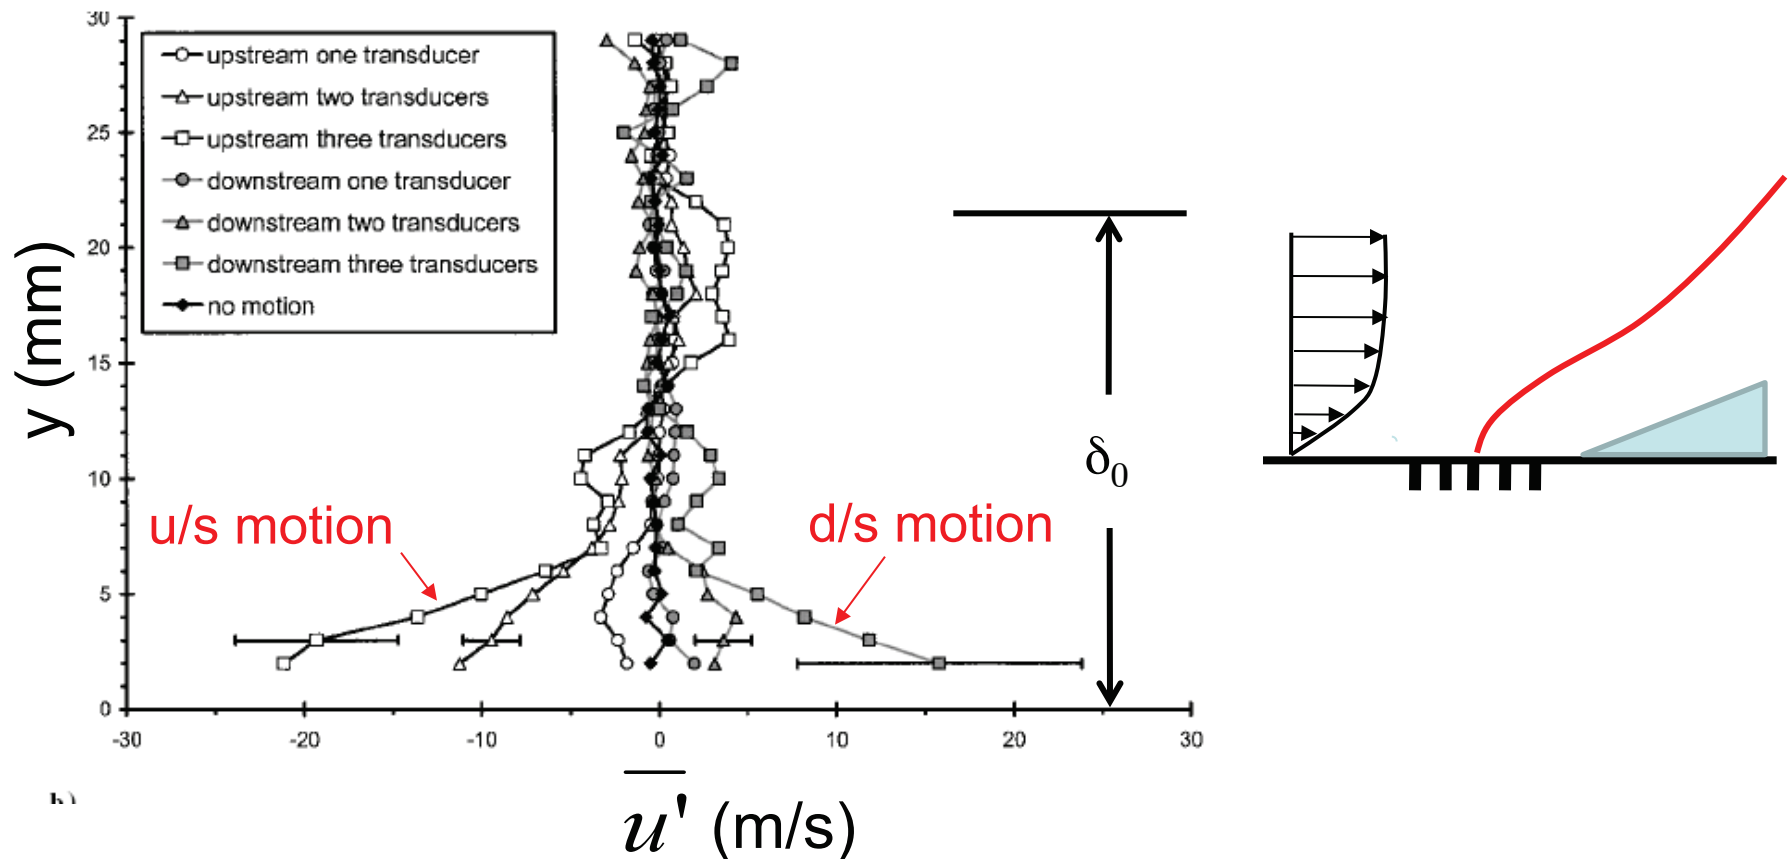 30
25
20
15
10
5
0
y (mm)
upstream one transducer
upstream two transducers
upstream three transducers
downstream one transducer
downstream two transducers
downstream three transducers
no motion
u/s motion
d/s motion
δ0
-30
-20
-10
0
10
20
30
u' (m/s)